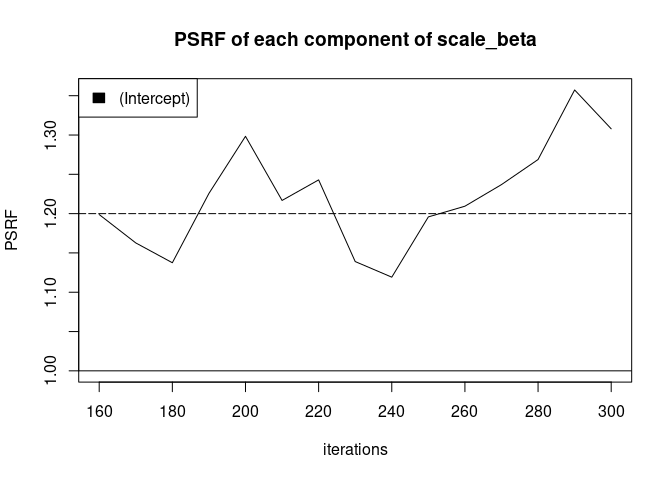 PSRF of each component of scale_beta
(Intercept)
PSRF
1.30
1.20
1.10
1.00
160 180 200 220 240 260 280 300
iterations